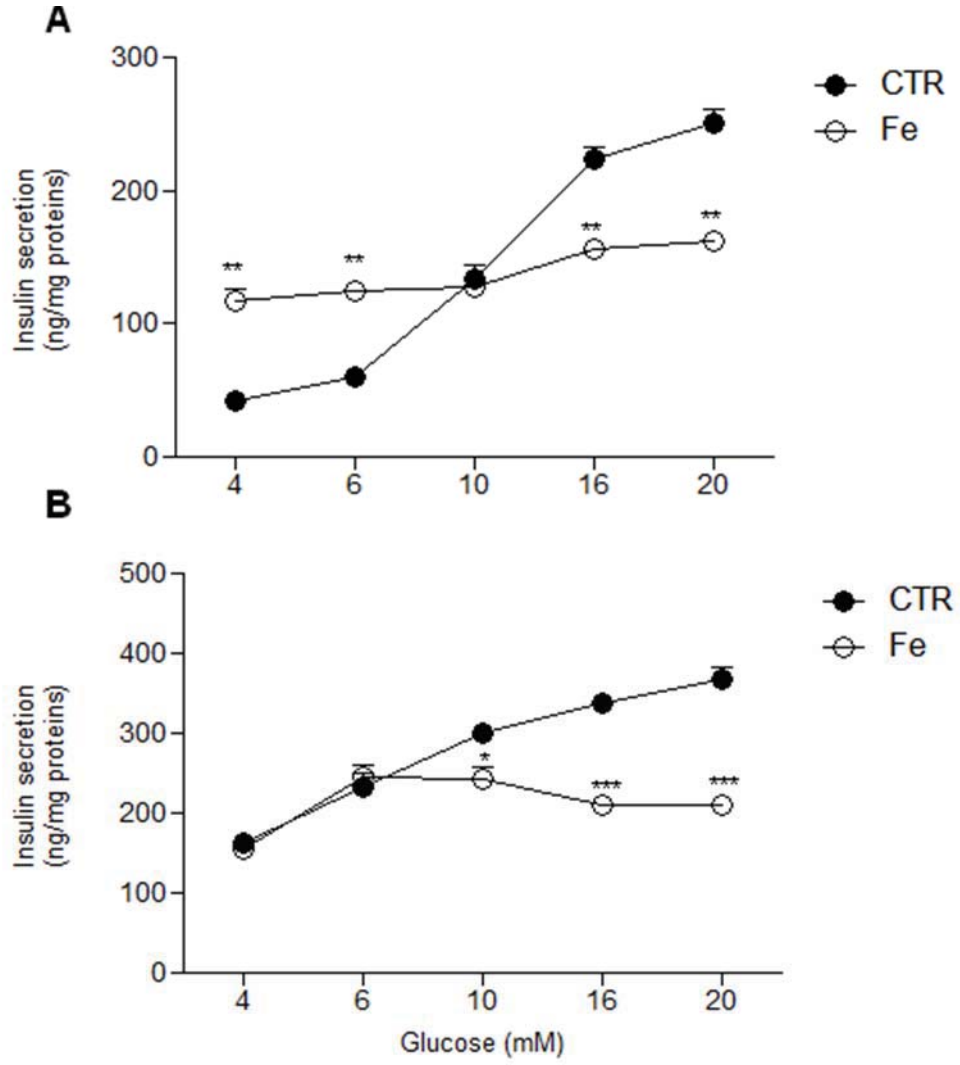 A
300
200
100
0
Insulin secretion
(ng/mg proteins)
** ** ** **
4 6 10 16 20
CTR
Fe
B
500
400
300
200
100
0
Insulin secretion
(ng/mg proteins)
* *** ***
4 6 10 16 20
Glucose (mM)
CTR
Fe